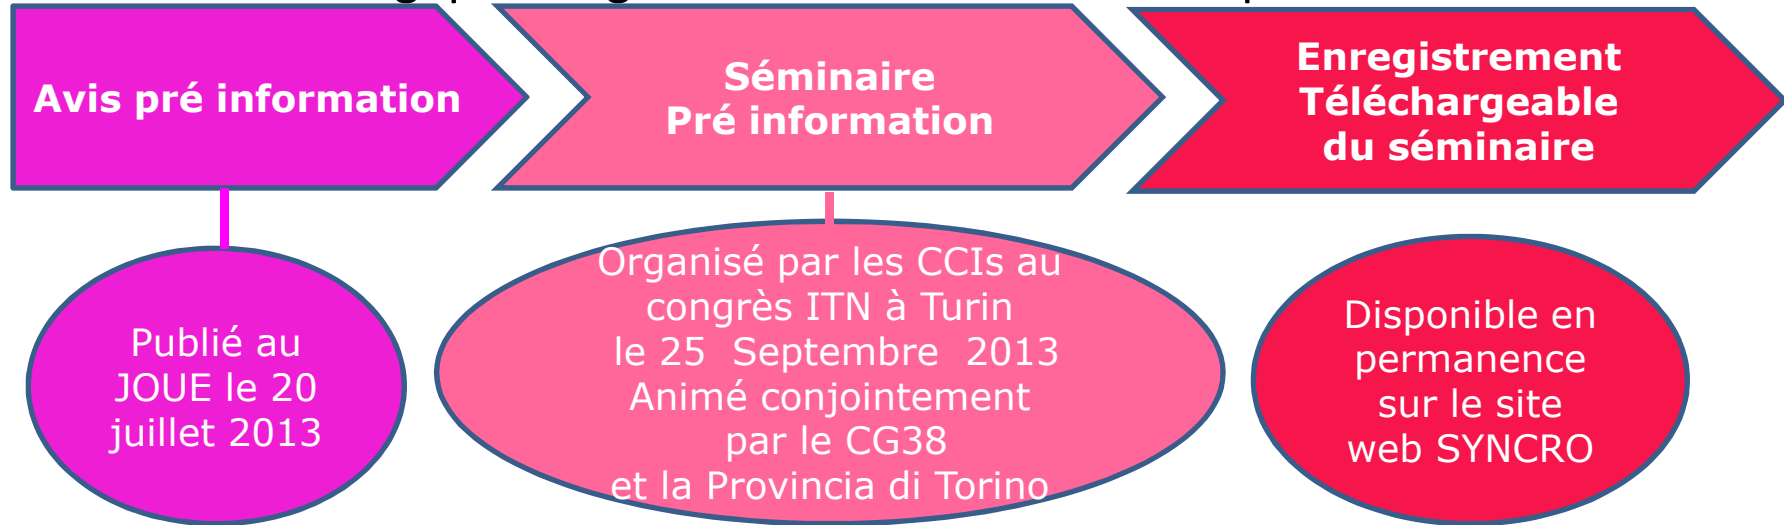 Avis pré information
Séminaire
Pré information
Enregistrement
Téléchargeable
du séminaire
Publié au
JOUE le 20
juillet 2013
Organisé par les CCIs au
congrès ITN à Turin
le 25 Septembre 2013
Animé conjointement
par le CG38
et la Provincia di Torino
Disponible en
permanence
sur le site
web SYNCRO